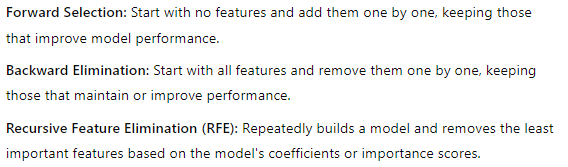 Forward Selection: Start with no features and add them one by one, keeping those
that improve model performance.
Backward Elimination: Start with all features and remove them one by one, keeping
those that maintain or improve performance.
Recursive Feature Elimination (RFE): Repeatedly builds a model and removes the least
important features based on the model's coefficients or importance scores.